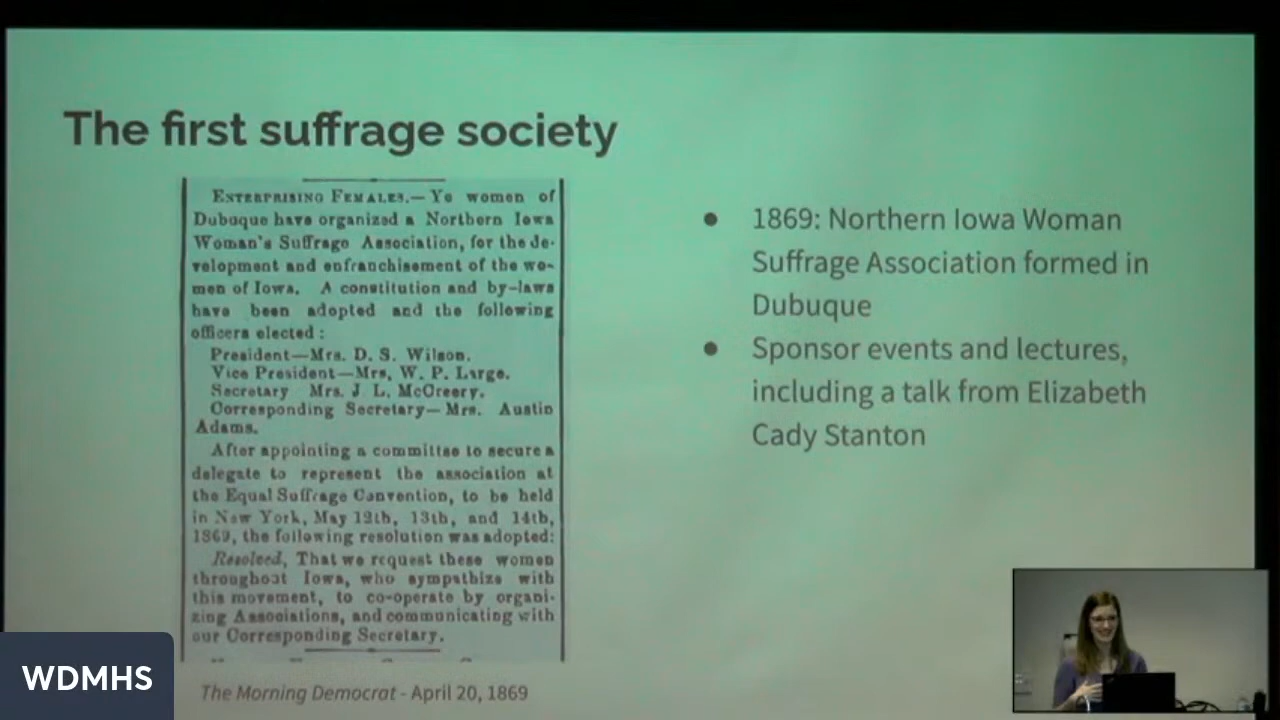 The first suffrage society
ENTERPRISING FEMALES.—Ye women of
Dubuque have organized a Northern Iowa
Woman's Suffrage Association, for the de-
velopment and enfranchisement of the wo-
men of Iowa. A constitution and by-laws
have been adopted and the following
officers elected:
President—Mrs. D. S. Wilson.
Vice President—Mrs, W. P. Large.
Secretary Mrs. J L. McCreery.
Corresponding Secretary—Mrs. Austin
Adams.
After appointing a committee to secure a
delegate to represent the association at
the Equal Suffrage Convention, to be held
in New York, May 12th, 13th, and 14th,
1869, the following resolution was adopted:
Resolved, That we request these women
throughout Iowa, who sympathize with
this movement, to co-operate by organi-
zing Associations, and communicating with
our Corresponding Secretary.
The Morning Democrat - April 20, 1869
● 1869: Northern Iowa Woman
Suffrage Association formed in
Dubuque
● Sponsor events and lectures,
including a talk from Elizabeth
Cady Stanton
WDMHS